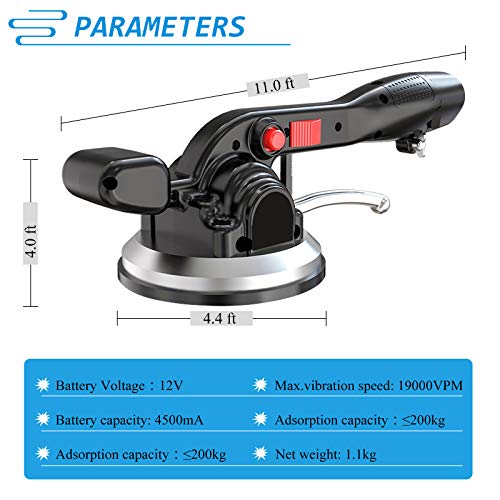 PARAMETERS
11.0 ft
4.0 ft
4.4 ft
Battery Voltage：12V
Max.vibration speed: 19000VPM
Battery capacity: 4500mA
Adsorption capacity：≤200kg
Adsorption capacity：≤200kg
Net weight: 1.1kg